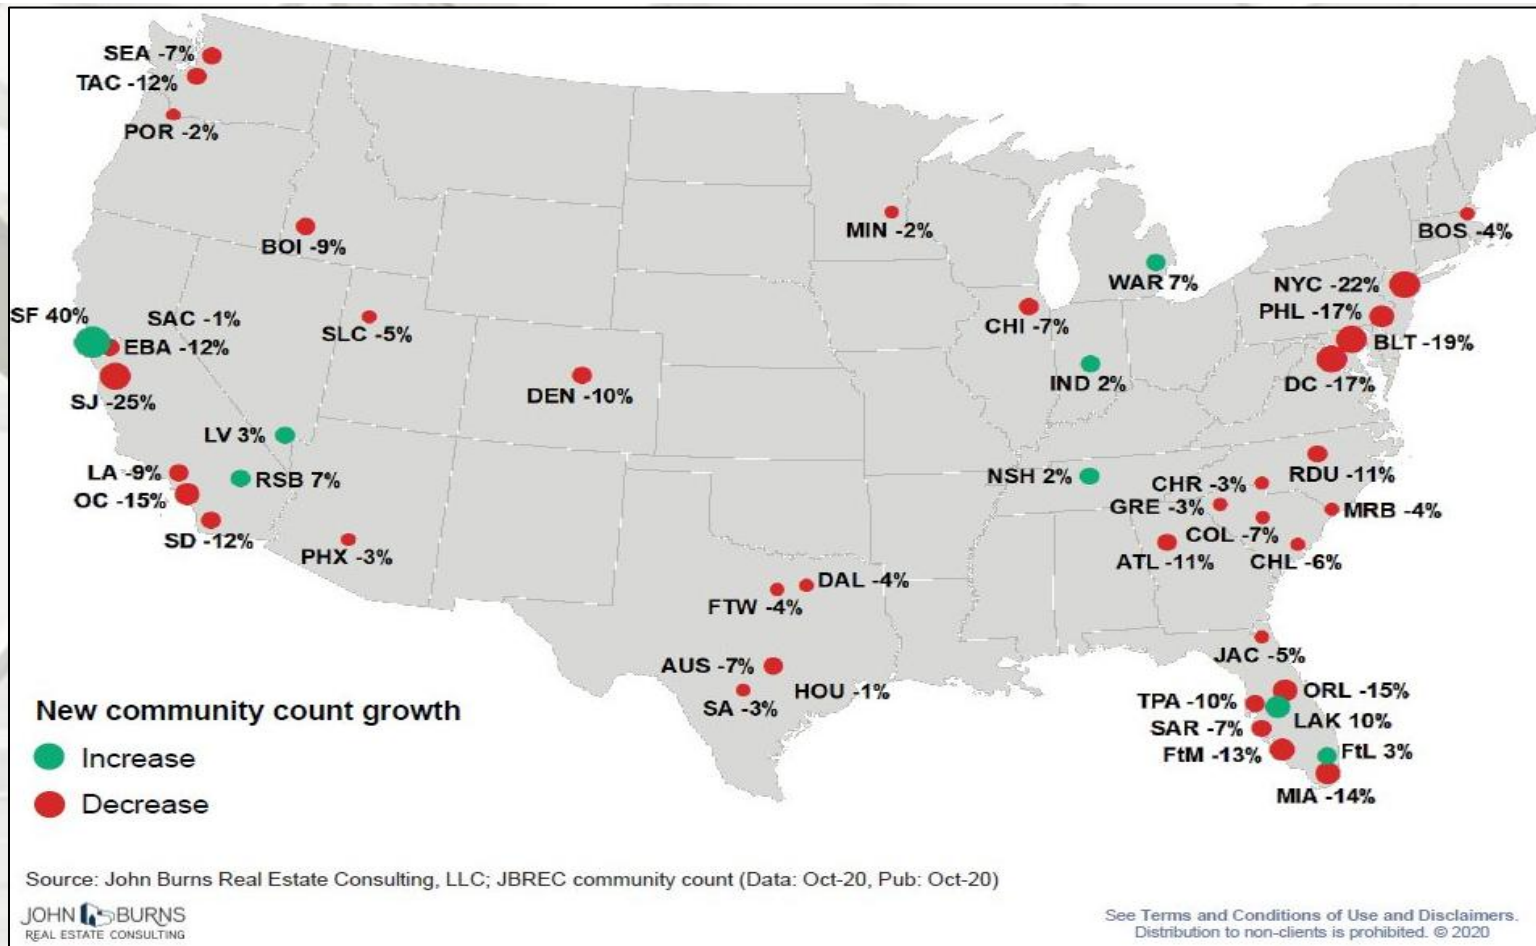 SEA -7%
TAC -12%
POR -2%
BOI -9%
MIN -2%
BOS -4%
WAR 7%
NYC -22%
PHL -17%
SF 40%
SAC -1%
SLC -5%
CHI -7%
EBA -12%
BLT -19%
IND 2%
DC -17%
SJ -25%
DEN -10%
LV 3%
LA -9%
RSB 7%
NSH 2%
CHR -3%
RDU -11%
OC -15%
GRE -3%
MRB -4%
SD -12%
COL -7%
PHX -3%
ATL -11%
CHL -6%
DAL -4%
FTW -4%
JAC -5%
AUS -7%
HOU -1%
SA -3%
ORL -15%
TPA -10%
LAK 10%
SAR -7%
FtM -13%
FtL 3%
MIA -14%
New community count growth
Increase
Decrease
Source: John Burns Real Estate Consulting, LLC; JBREC community count (Data: Oct-20, Pub: Oct-20)
JOHN BURNS
REAL ESTATE CONSULTING
See Terms and Conditions of Use and Disclaimers.
Distribution to non-clients is prohibited. © 2020